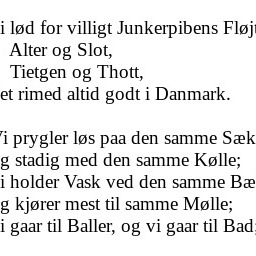 i lød for villigt Junkerpibens Fløjt
Alter og Slot,
Tietgen og Thott,
et rimed altid godt i Danmark.
Vi prygler løs paa den samme Sæk
g stadig med den samme Kølle;
i holder Vask ved den samme Bæ
g kjører mest til samme Mølle;
i gaar til Baller, og vi gaar til Bad;